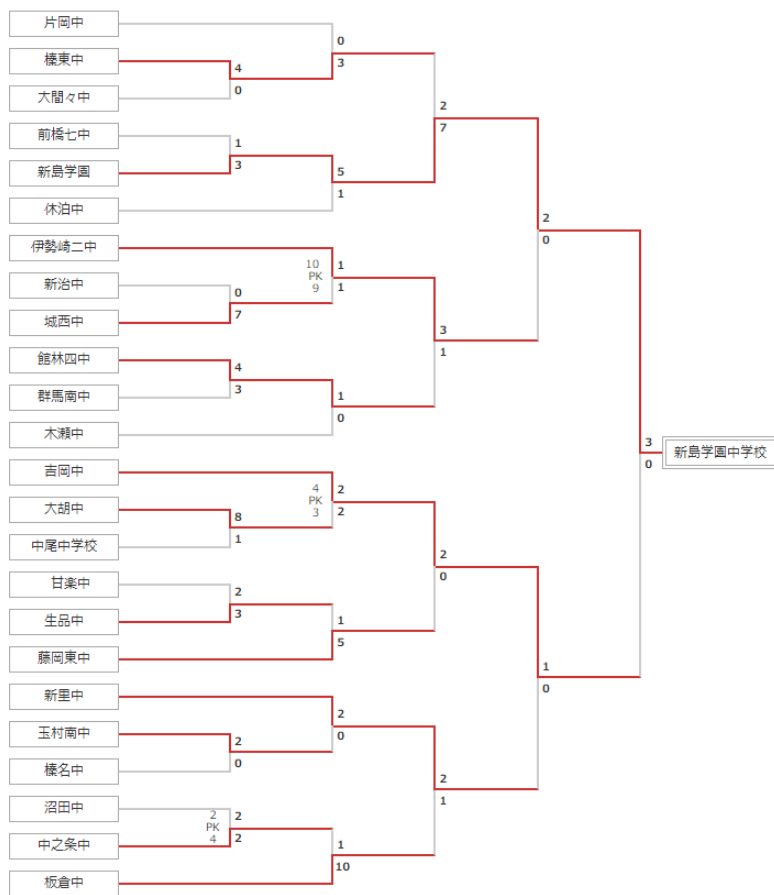 片岡中
榛東中
大間々中
前橋七中
新島学園
休泊中
伊勢崎二中
新治中
城西中
館林四中
群馬南中
木瀬中
吉岡中
大胡中
中尾中学校
甘楽中
生品中
藤岡東中
新里中
玉村南中
榛名中
沼田中
中之条中
板倉中
4
0
1
3
0
7
4
3
8
1
2
3
2
0
2
PK
4
2
2
0
3
5
1
10
PK
9
1
1
1
0
4
PK
3
2
2
1
5
2
0
1
10
2
7
3
1
2
0
2
1
2
0
1
0
3
0
新島学園中学校